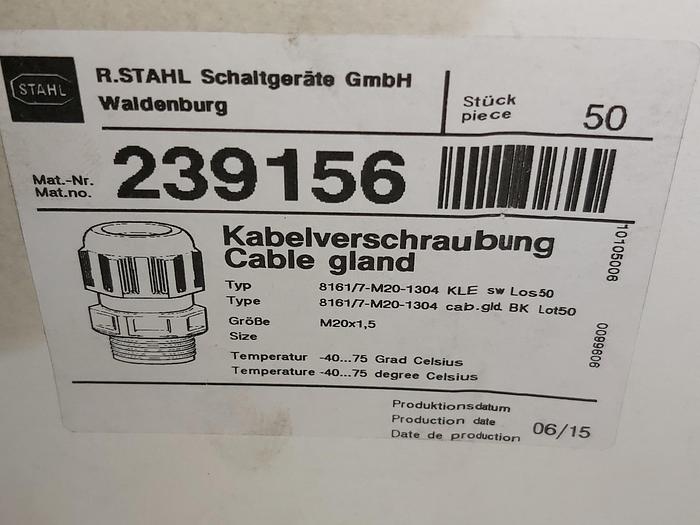 STAHL
R.STAHL Schaltgeräte GmbH
Waldenburg
Stück
piece
50
Mat.-Nr.
Mat.no.
239156
Kabelverschraubung
Cable gland
Typ 8161/7-M20-1304 KLE sw Los50
Type 8161/7-M20-1304 cab.gld. BK Lot50
Größe M20x1,5
Size
Temperatur -40...75 Grad Celsius
Temperature -40...75 degree Celsius
10105006
0099606
Produktionsdatum
Production date
Date de production
06/15